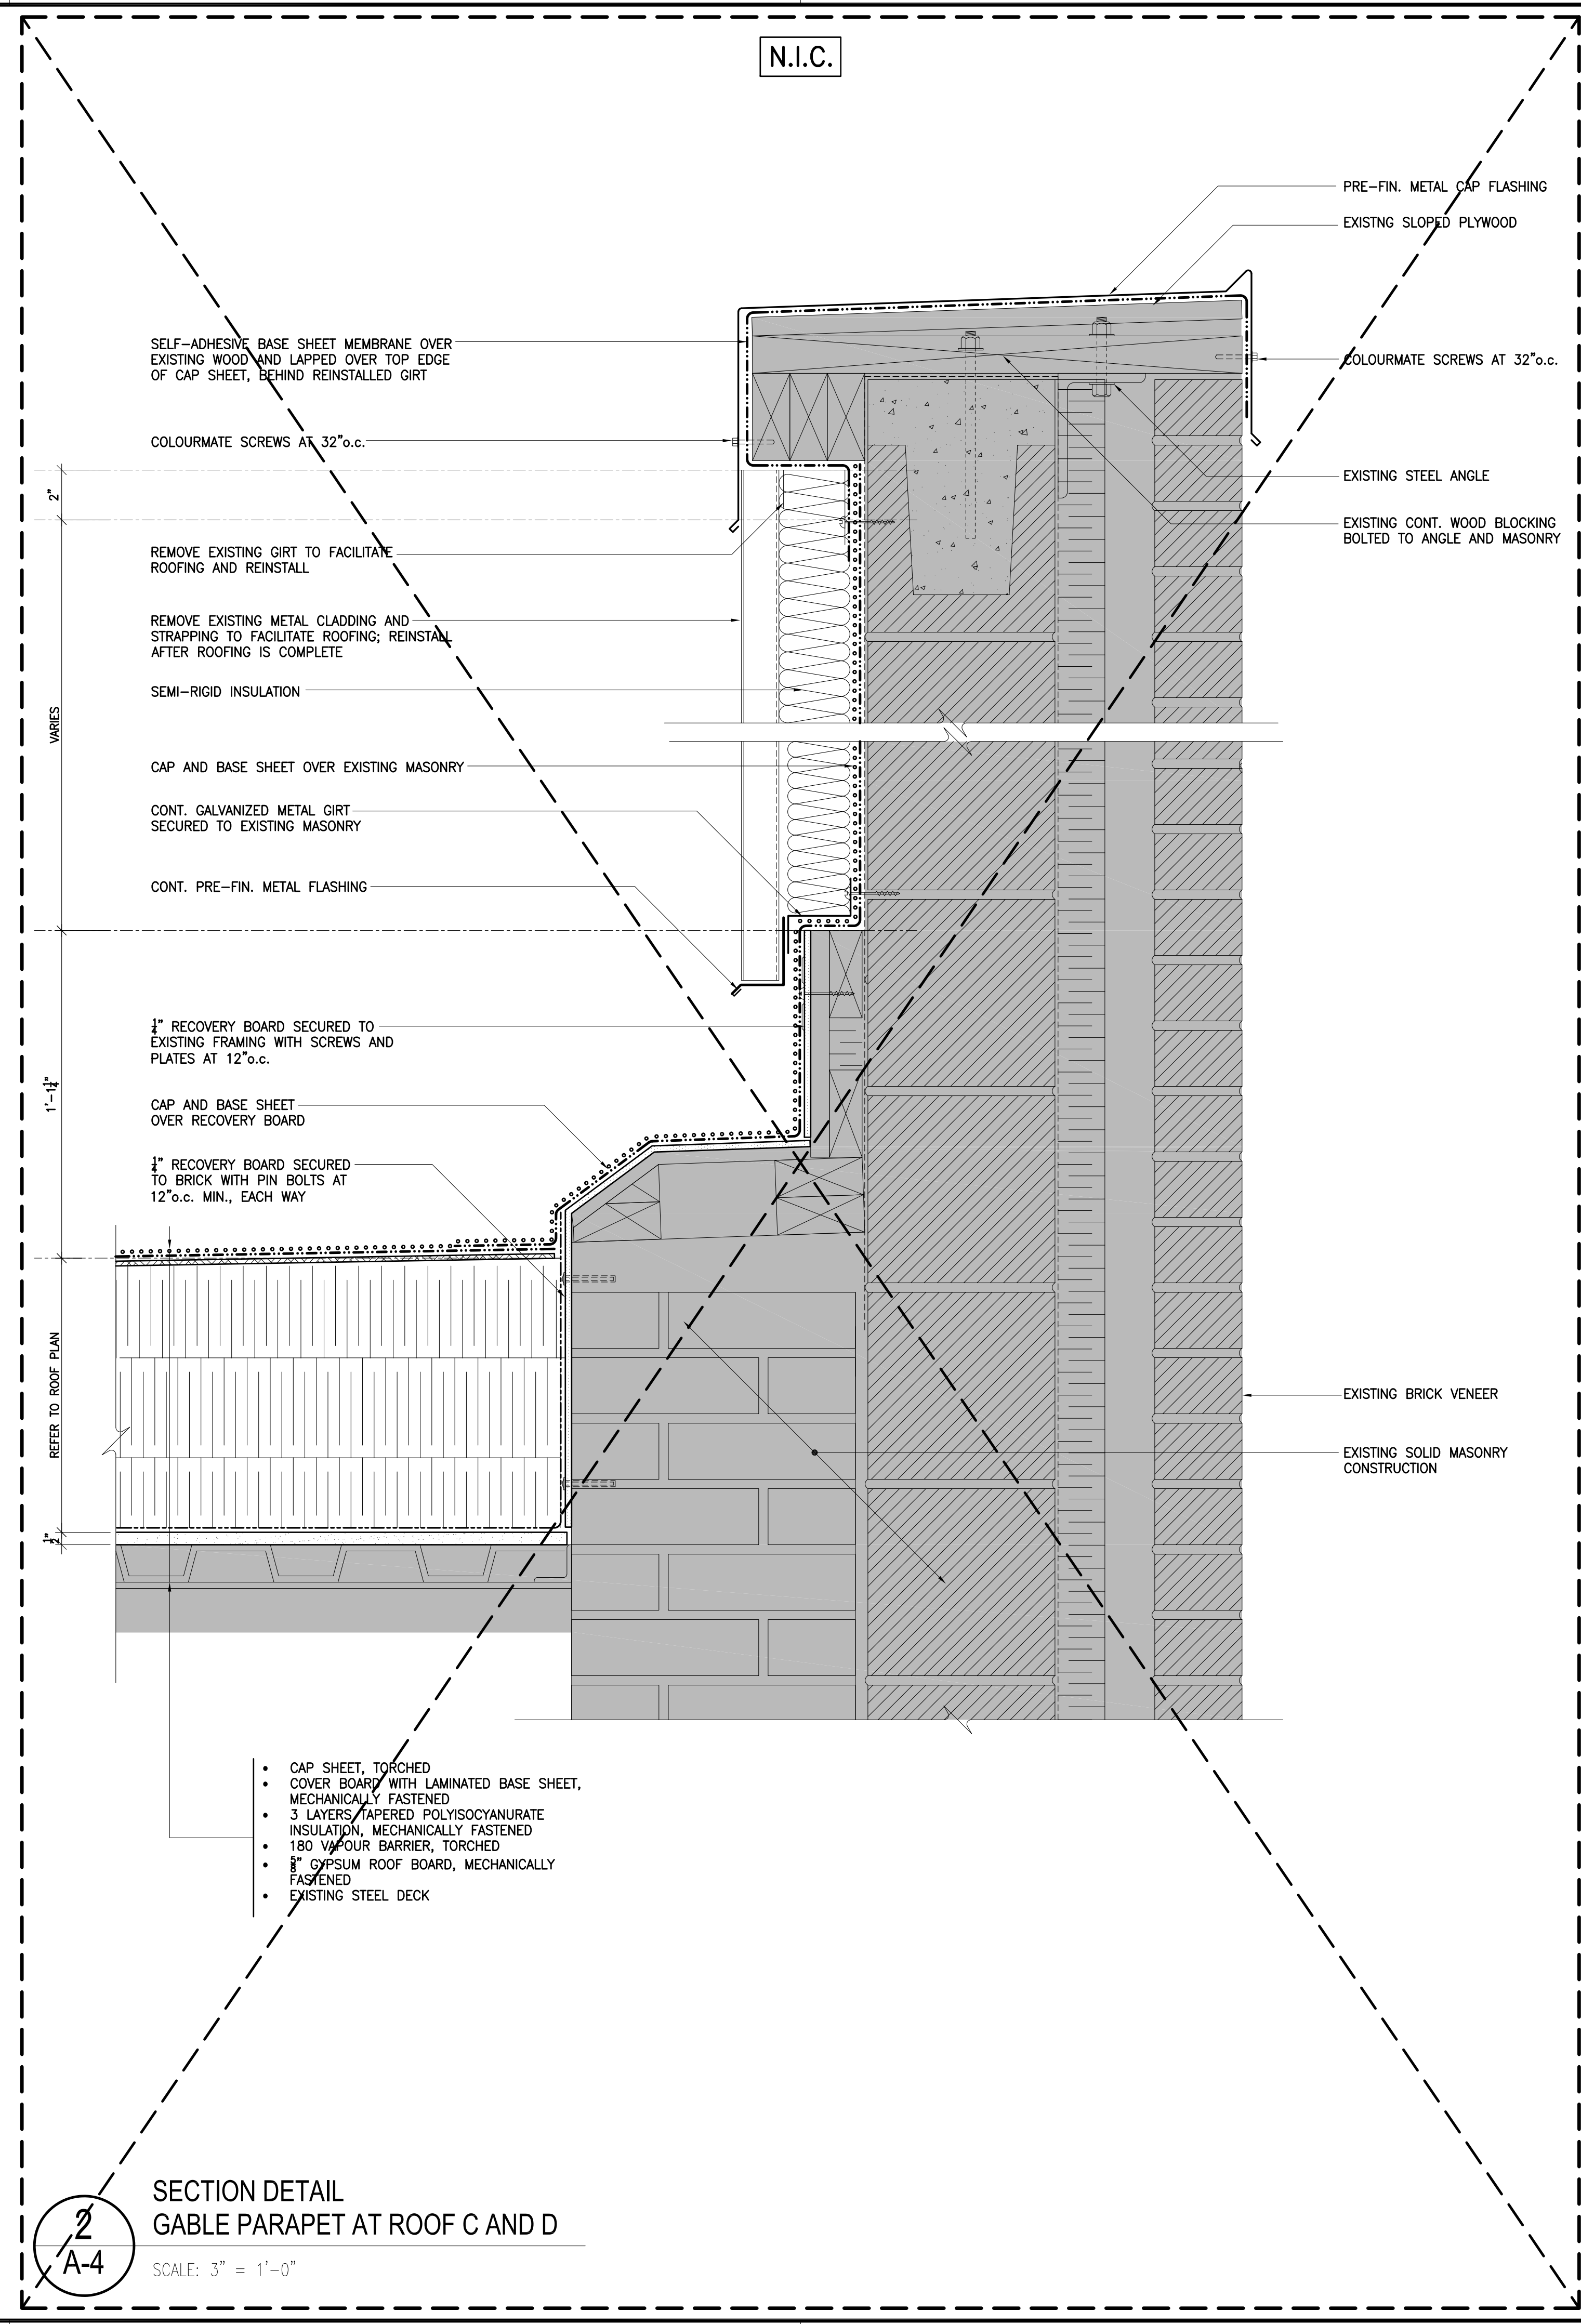 N.I.C.
PRE-FIN. METAL CAP FLASHING
EXISTNG SLOPED PLYWOOD
SELF-ADHESIVE BASE SHEET MEMBRANE OVER
EXISTING WOOD AND LAPPED OVER TOP EDGE
OF CAP SHEET, BEHIND REINSTALLED GIRT
COLOURMATE SCREWS AT 32"o.c.
COLOURMATE SCREWS AT 32"o.c.
EXISTING STEEL ANGLE
2"
EXISTING CONT. WOOD BLOCKING
BOLTED TO ANGLE AND MASONRY
REMOVE EXISTING GIRT TO FACILITATE
ROOFING AND REINSTALL
REMOVE EXISTING METAL CLADDING AND
STRAPPING TO FACILITATE ROOFING; REINSTALL
AFTER ROOFING IS COMPLETE
SEMI-RIGID INSULATION
VARIES
CAP AND BASE SHEET OVER EXISTING MASONRY
CONT. GALVANIZED METAL GIRT
SECURED TO EXISTING MASONRY
CONT. PRE-FIN. METAL FLASHING
1/4" RECOVERY BOARD SECURED TO
EXISTING FRAMING WITH SCREWS AND
PLATES AT 12"o.c.
1'-1 1/4"
CAP AND BASE SHEET
OVER RECOVERY BOARD
1/4" RECOVERY BOARD SECURED
TO BRICK WITH PIN BOLTS AT
12"o.c. MIN., EACH WAY
REFER TO ROOF PLAN
EXISTING BRICK VENEER
EXISTING SOLID MASONRY
CONSTRUCTION
1/2"
• CAP SHEET, TORCHED
• COVER BOARD WITH LAMINATED BASE SHEET,
MECHANICALLY FASTENED
• 3 LAYERS TAPERED POLYISOCYANURATE
INSULATION, MECHANICALLY FASTENED
• 180 VAPOUR BARRIER, TORCHED
• 5/8" GYPSUM ROOF BOARD, MECHANICALLY
FASTENED
• EXISTING STEEL DECK
2
A-4
SECTION DETAIL
GABLE PARAPET AT ROOF C AND D
SCALE: 3" = 1'-0"